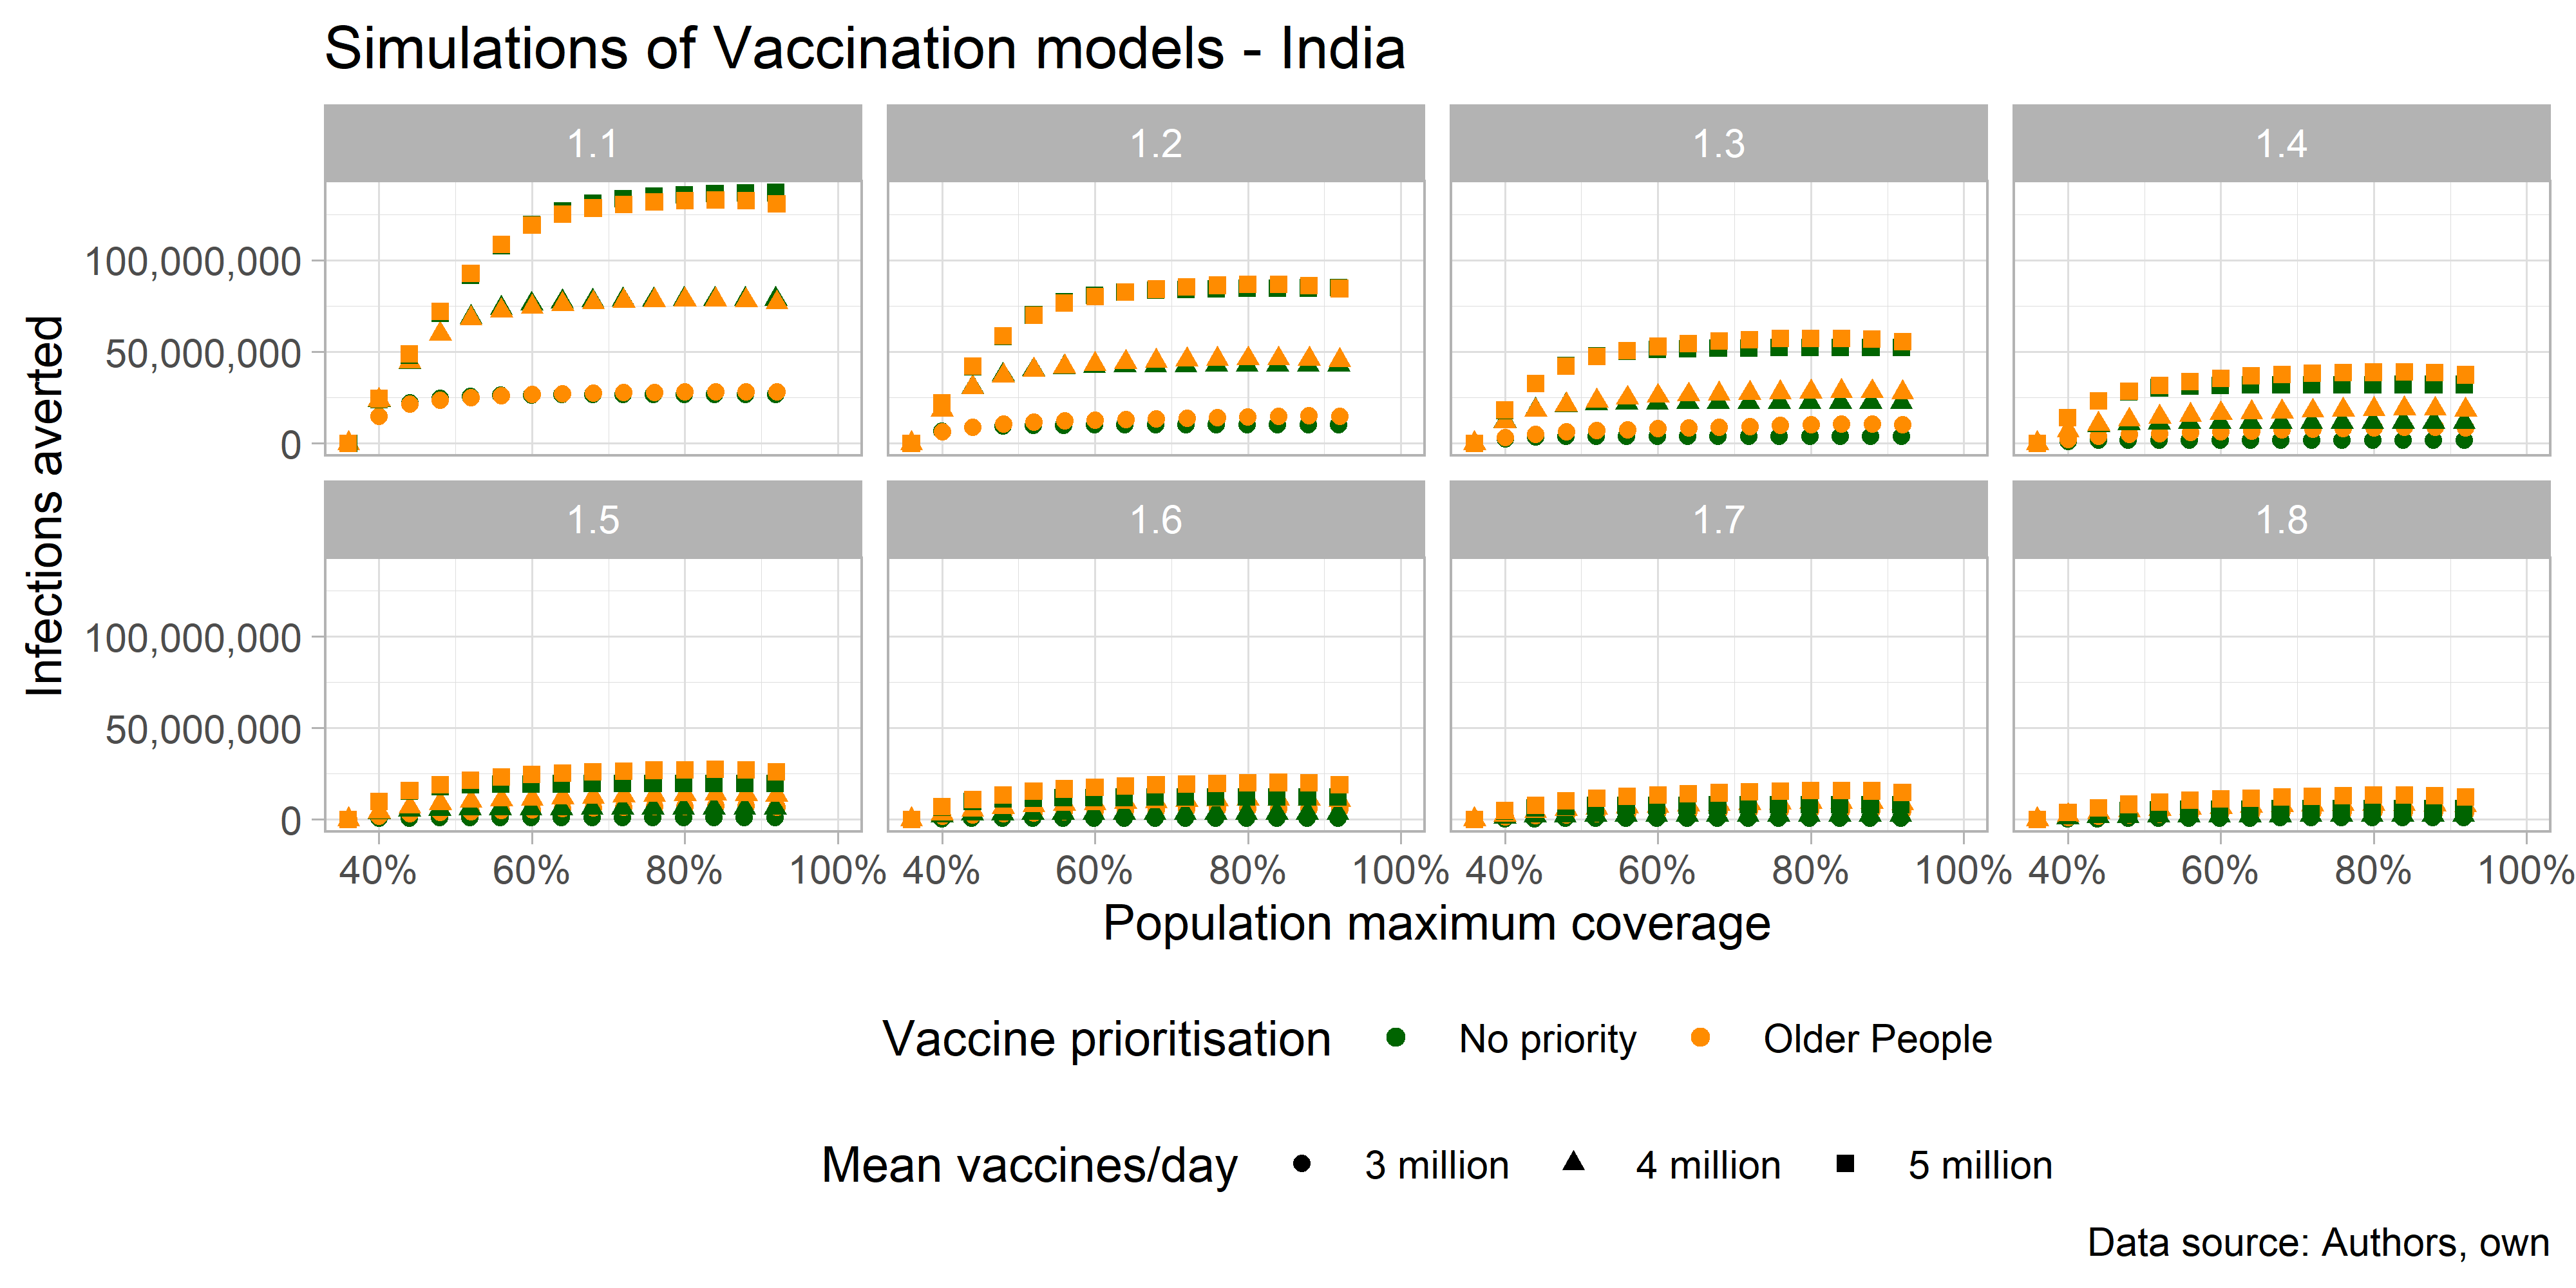 Simulations of Vaccination models - India
1.1 1.2 1.3 1.4
100,000,000
50,000,000
0
Infections averted
1.5 1.6 1.7 1.8
100,000,000
50,000,000
0
40% 60% 80% 100% 40% 60% 80% 100% 40% 60% 80% 100% 40% 60% 80% 100%
Population maximum coverage
Vaccine prioritisation No priority Older People
Mean vaccines/day 3 million 4 million 5 million
Data source: Authors, own